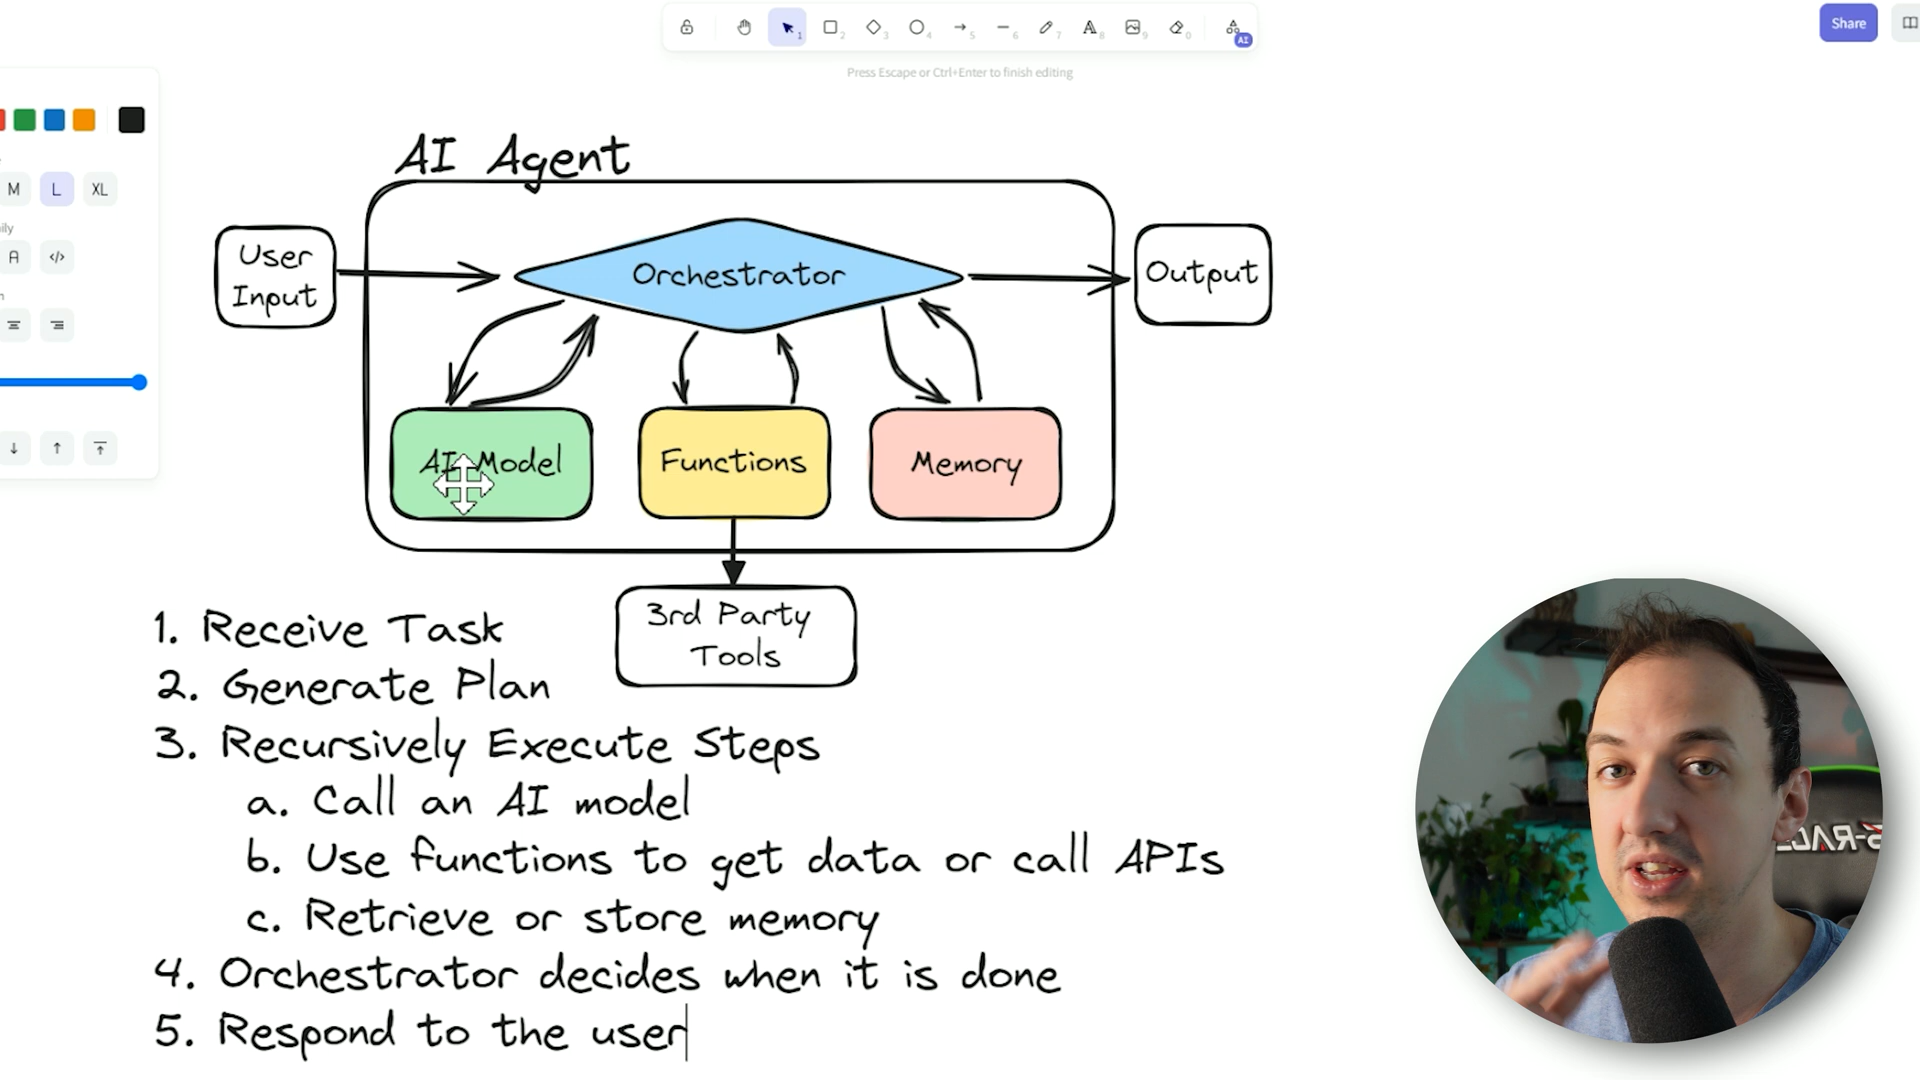 Share
Press Escape or Ctrl+Enter to finish editing
M L XL
A </>
AI Agent
User
Input
Orchestrator
Output
AI Model
Functions
Memory
3rd Party
Tools
1. Receive Task
2. Generate Plan
3. Recursively Execute Steps
a. Call an AI model
b. Use functions to get data or call APIs
c. Retrieve or store memory
4. Orchestrator decides when it is done
5. Respond to the user